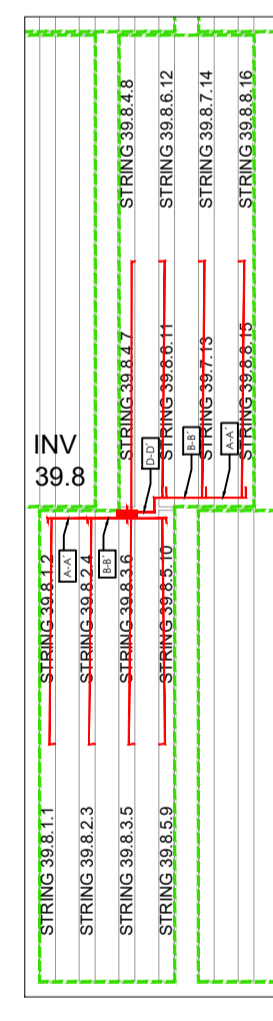 STRING 39.8.4.8
STRING 39.8.6.12
STRING 39.8.7.14
STRING 39.8.8.16
STRING 39.8.4.7
STRING 39.8.6.11
STRING 39.7.13
STRING 39.8.8.15
INV
39.8
D-D'
B-B'
A-A'
A-A'
B-B'
STRING 39.8.1.2
STRING 39.8.2.4
STRING 39.8.3.6
STRING 39.8.5.10
STRING 39.8.1.1
STRING 39.8.2.3
STRING 39.8.3.5
STRING 39.8.5.9